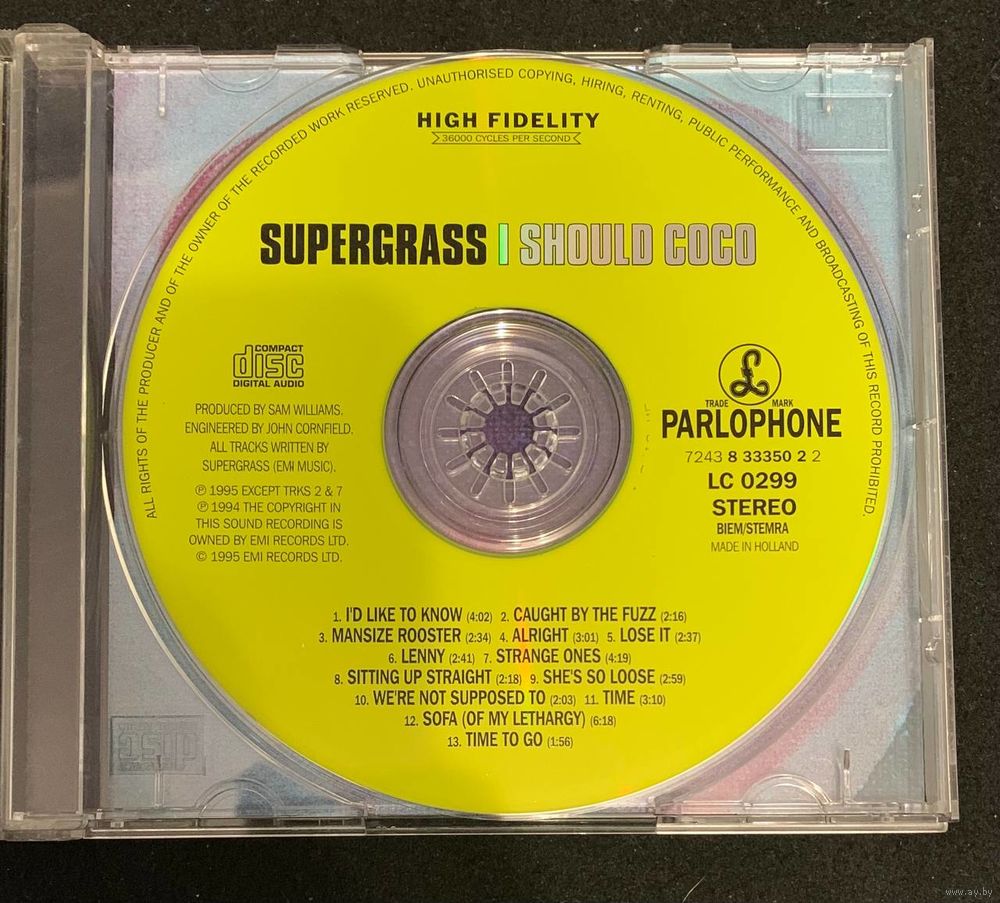 ALL RIGHTS OF THE PRODUCER AND OF THE OWNER OF THE RECORDED WORK RESERVED. UNAUTHORISED COPYING, HIRING, RENTING, PUBLIC PERFORMANCE AND BROADCASTING OF THIS RECORD PROHIBITED.
HIGH FIDELITY
36000 CYCLES PER SECOND
SUPERGRASS I SHOULD COCO
COMPACT
disc
DIGITAL AUDIO
PRODUCED BY SAM WILLIAMS.
ENGINEERED BY JOHN CORNFIELD.
ALL TRACKS WRITTEN BY
SUPERGRASS (EMI MUSIC).
℗ 1995 EXCEPT TRKS 2 & 7
℗ 1994 THE COPYRIGHT IN
THIS SOUND RECORDING IS
OWNED BY EMI RECORDS LTD.
© 1995 EMI RECORDS LTD.
£
TRADE MARK
PARLOPHONE
7243 8 33350 2 2
LC 0299
STEREO
BIEM/STEMRA
MADE IN HOLLAND
1. I'D LIKE TO KNOW (4:02) 2. CAUGHT BY THE FUZZ (2:16)
3. MANSIZE ROOSTER (2:34) 4. ALRIGHT (3:01) 5. LOSE IT (2:37)
6. LENNY (2:41) 7. STRANGE ONES (4:19)
8. SITTING UP STRAIGHT (2:18) 9. SHE'S SO LOOSE (2:59)
10. WE'RE NOT SUPPOSED TO (2:03) 11. TIME (3:10)
12. SOFA (OF MY LETHARGY) (6:18)
13. TIME TO GO (1:56)
disc
www.ay.by